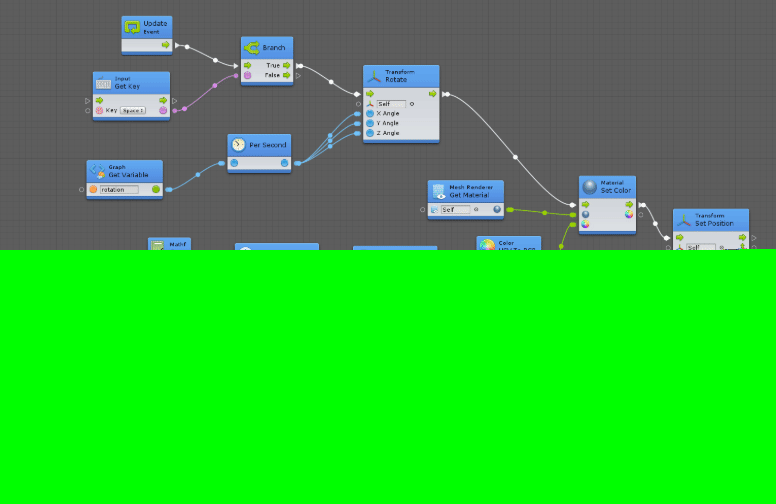 Update
Event
Branch
True
False
Input
Get Key
Key Space
Transform
Rotate
Self
X Angle
Y Angle
Z Angle
Per Second
Graph
Get Variable
rotation
Mesh Renderer
Get Material
Self
Material
Set Color
Transform
Set Position
Self
Mathf
Color